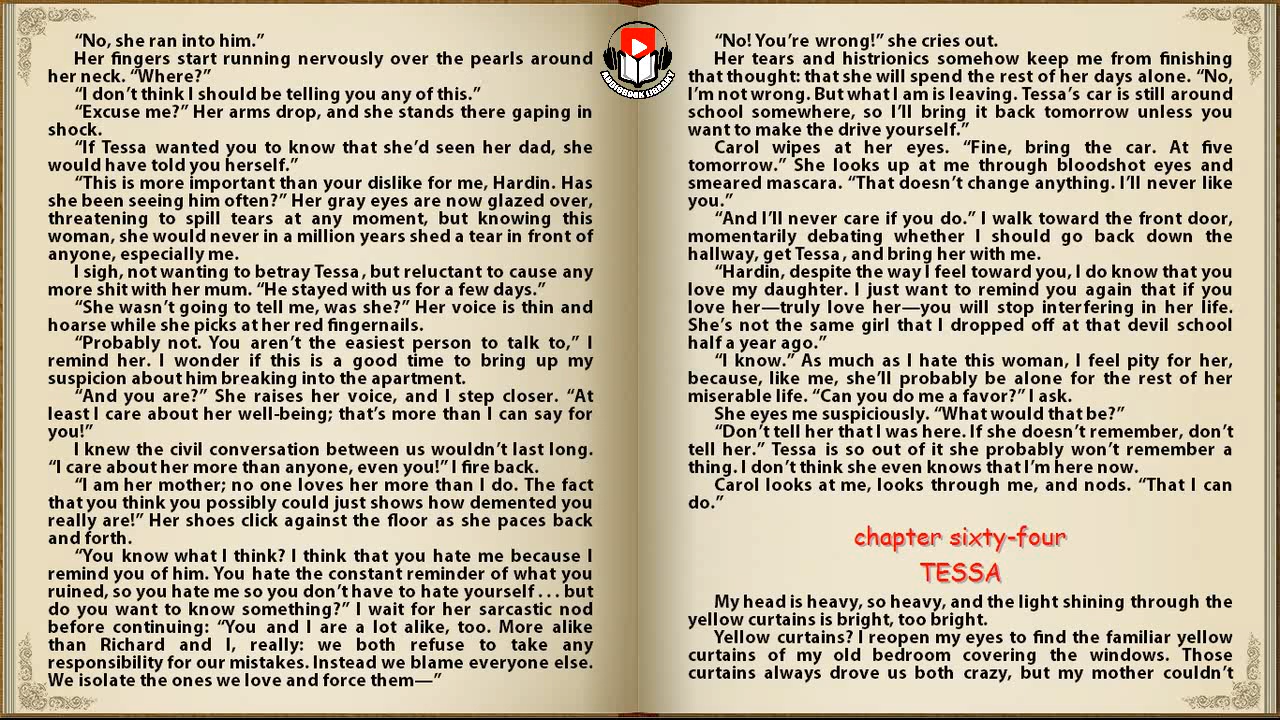 “No, she ran into him.”
Her fingers start running nervously over the pearls around
her neck. “Where?”
“I don’t think I should be telling you any of this.”
“Excuse me?” Her arms drop, and she stands there gaping in
shock.
“If Tessa wanted you to know that she’d seen her dad, she
would have told you herself.”
“This is more important than your dislike for me, Hardin. Has
she been seeing him often?” Her gray eyes are now glazed over,
threatening to spill tears at any moment, but knowing this
woman, she would never in a million years shed a tear in front of
anyone, especially me.
I sigh, not wanting to betray Tessa, but reluctant to cause any
more shit with her mum. “He stayed with us for a few days.”
“She wasn’t going to tell me, was she?” Her voice is thin and
hoarse while she picks at her red fingernails.
“Probably not. You aren’t the easiest person to talk to,” I
remind her. I wonder if this is a good time to bring up my
suspicion about him breaking into the apartment.
“And you are?” She raises her voice, and I step closer. “At
least I care about her well-being; that’s more than I can say for
you!”
I knew the civil conversation between us wouldn’t last long.
“I care about her more than anyone, even you!” I fire back.
“I am her mother; no one loves her more than I do. The fact
that you think you possibly could just shows how demented you
really are!” Her shoes click against the floor as she paces back
and forth.
“You know what I think? I think that you hate me because I
remind you of him. You hate the constant reminder of what you
ruined, so you hate me so you don’t have to hate yourself . . . but
do you want to know something?” I wait for her sarcastic nod
before continuing: “You and I are a lot alike, too. More alike
than Richard and I, really: we both refuse to take any
responsibility for our mistakes. Instead we blame everyone else.
We isolate the ones we love and force them—”
AUDIOBOOK LIBRARY
“No! You’re wrong!” she cries out.
Her tears and histrionics somehow keep me from finishing
that thought: that she will spend the rest of her days alone. “No,
I’m not wrong. But what I am is leaving. Tessa’s car is still around
school somewhere, so I’ll bring it back tomorrow unless you
want to make the drive yourself.”
Carol wipes at her eyes. “Fine, bring the car. At five
tomorrow.” She looks up at me through bloodshot eyes and
smeared mascara. “That doesn’t change anything. I’ll never like
you.”
“And I’ll never care if you do.” I walk toward the front door,
momentarily debating whether I should go back down the
hallway, get Tessa, and bring her with me.
“Hardin, despite the way I feel toward you, I do know that you
love my daughter. I just want to remind you again that if you
love her—truly love her—you will stop interfering in her life.
She’s not the same girl that I dropped off at that devil school
half a year ago.”
“I know.” As much as I hate this woman, I feel pity for her,
because, like me, she’ll probably be alone for the rest of her
miserable life. “Can you do me a favor?” I ask.
She eyes me suspiciously. “What would that be?”
“Don’t tell her that I was here. If she doesn’t remember, don’t
tell her.” Tessa is so out of it she probably won’t remember a
thing. I don’t think she even knows that I’m here now.
Carol looks at me, looks through me, and nods. “That I can
do.”
chapter sixty-four
TESSA
My head is heavy, so heavy, and the light shining through the
yellow curtains is bright, too bright.
Yellow curtains? I reopen my eyes to find the familiar yellow
curtains of my old bedroom covering the windows. Those
curtains always drove us both crazy, but my mother couldn’t